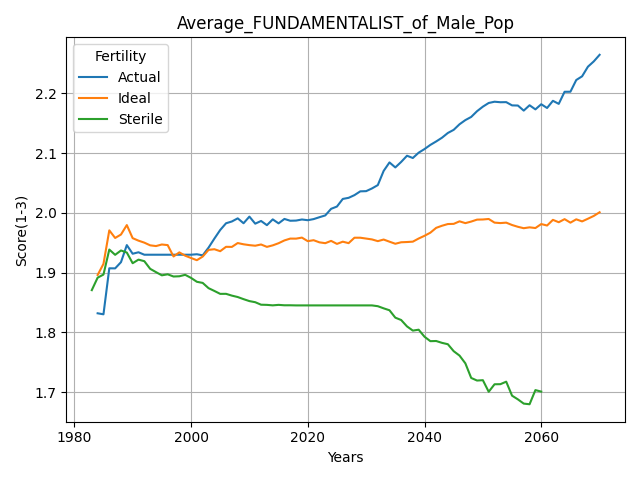 Average_FUNDAMENTALIST_of_Male_Pop
Fertility
Actual
Ideal
Sterile
Score(1-3)
2.2
2.1
2.0
1.9
1.8
1.7
1980
2000
2020
2040
2060
Years